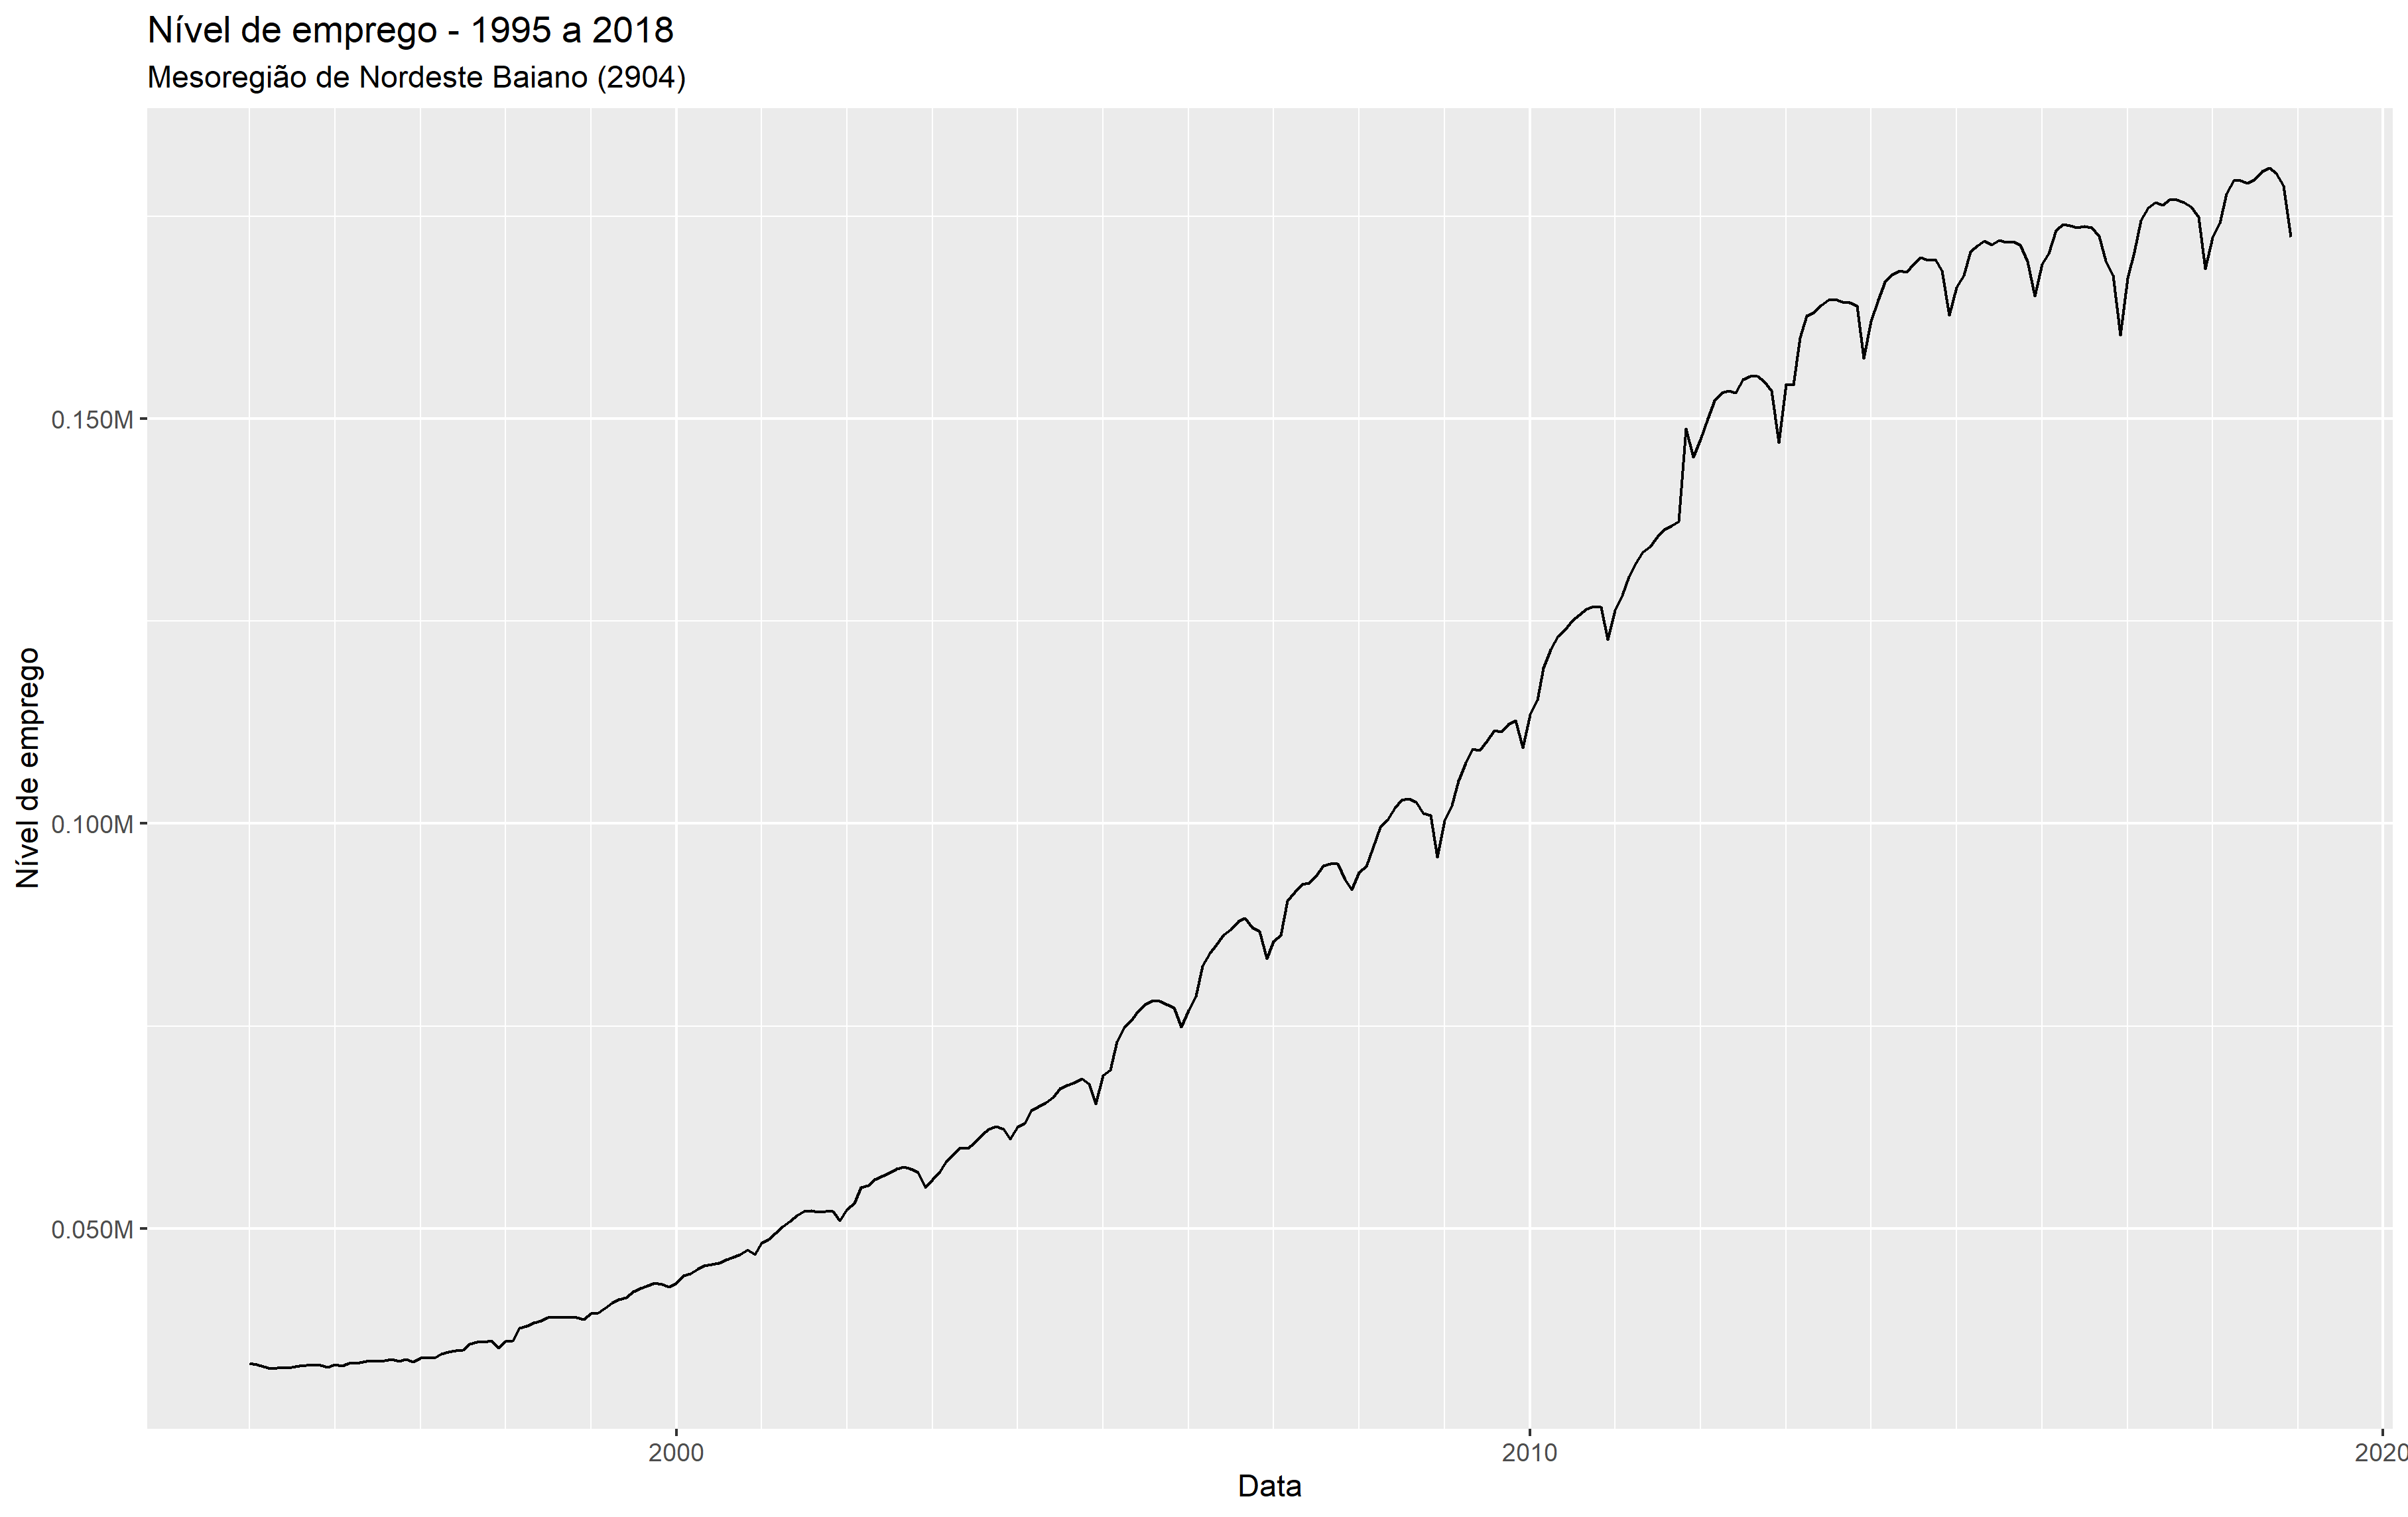 Nível de emprego - 1995 a 2018
Mesoregião de Nordeste Baiano (2904)
Nível de emprego
0.150M
0.100M
0.050M
2000
2010
2020
Data